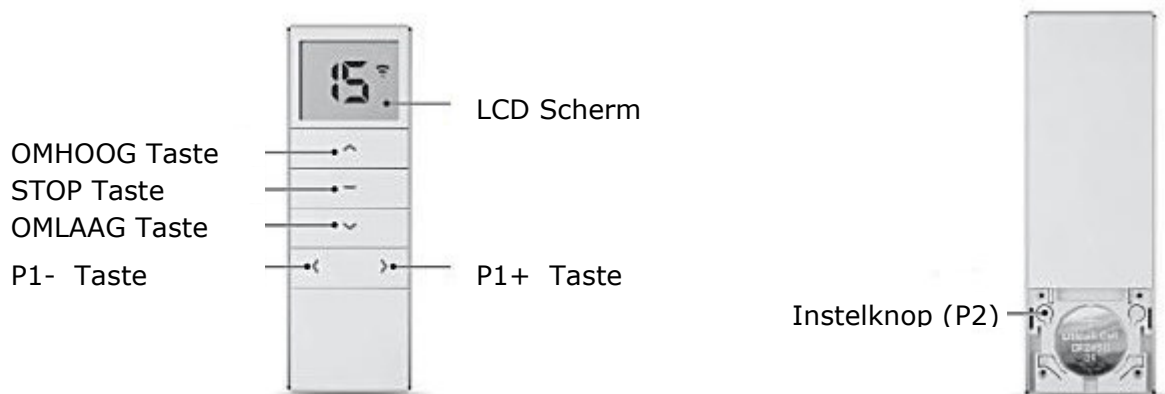 15
LCD Scherm
OMHOOG Taste
STOP Taste
OMLAAG Taste
P1- Taste
P1+ Taste
Instelknop (P2)